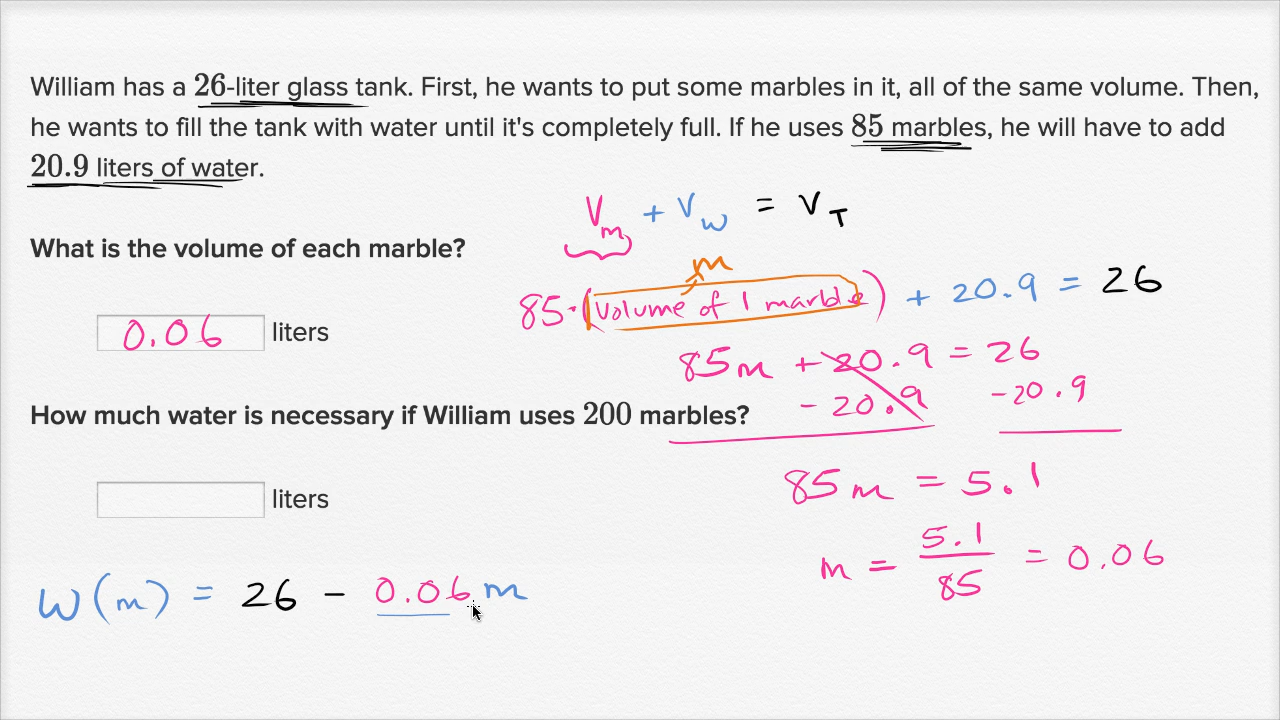 William has a 26-liter glass tank. First, he wants to put some marbles in it, all of the same volume. Then,
he wants to fill the tank with water until it's completely full. If he uses 85 marbles, he will have to add
20.9 liters of water.
Vm + Vw = VT
What is the volume of each marble?
m
85·(Volume of 1 marble) + 20.9 = 26
0.06 liters
85m + 20.9 = 26
- 20.9 -20.9
How much water is necessary if William uses 200 marbles?
85m = 5.1
liters
m = 5.1/85 = 0.06
W(m) = 26 - 0.06m